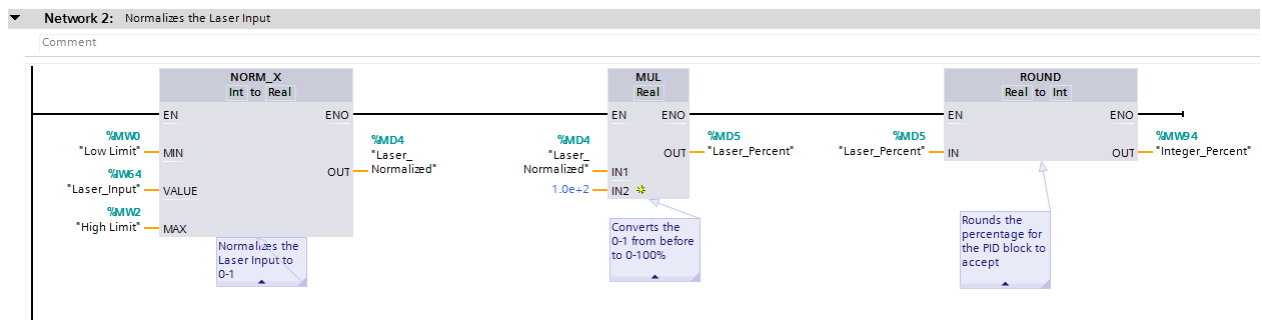 Network 2: Normalizes the Laser Input
Comment
NORM_X
Int to Real
EN
ENO
%MW0
"Low Limit"
MIN
%IW64
"Laser_Input"
VALUE
%MW2
"High Limit"
MAX
OUT
%MD4
"Laser_
Normalized"
Normalizes the
Laser Input to
0-1
MUL
Real
EN
ENO
%MD4
"Laser_
Normalized"
IN1
1.0e+2
IN2
OUT
%MD5
"Laser_Percent"
Converts the
0-1 from before
to 0-100%
ROUND
Real to Int
EN
ENO
%MD5
"Laser_Percent"
IN
OUT
%MW94
"Integer_Percent"
Rounds the
percentage for
the PID block to
accept